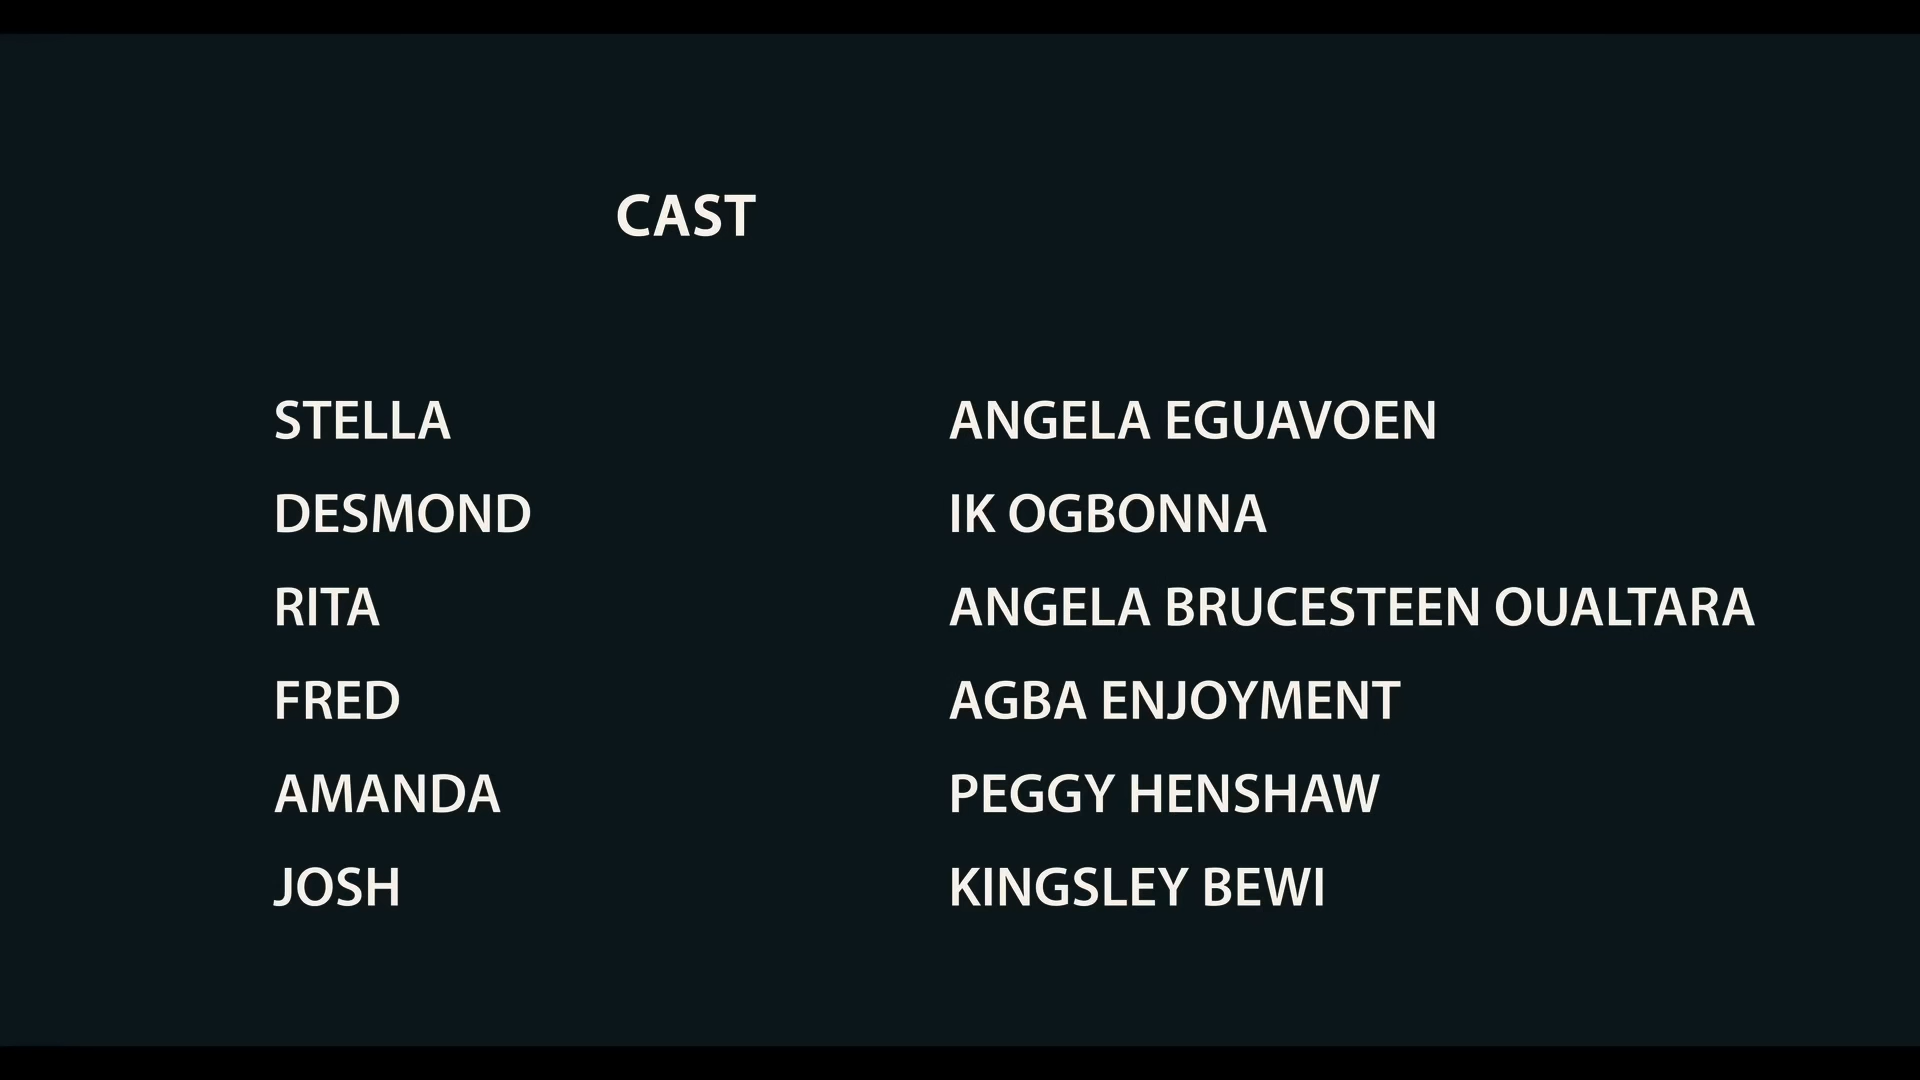 CAST
STELLA ANGELA EGUAVOEN
DESMOND IK OGBONNA
RITA ANGELA BRUCESTEEN OUALTARA
FRED AGBA ENJOYMENT
AMANDA PEGGY HENSHAW
JOSH KINGSLEY BEWI